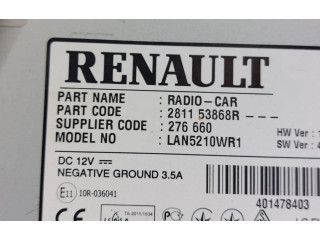 RENAULT
PART NAME : RADIO-CAR
PART CODE : 2811 53868R ---
SUPPLIER CODE : 276 660 HW Ver :
MODEL NO : LAN5210WR1 SW Ver :
DC 12V
NEGATIVE GROUND 3.5A
E11 10R-036041
401478403